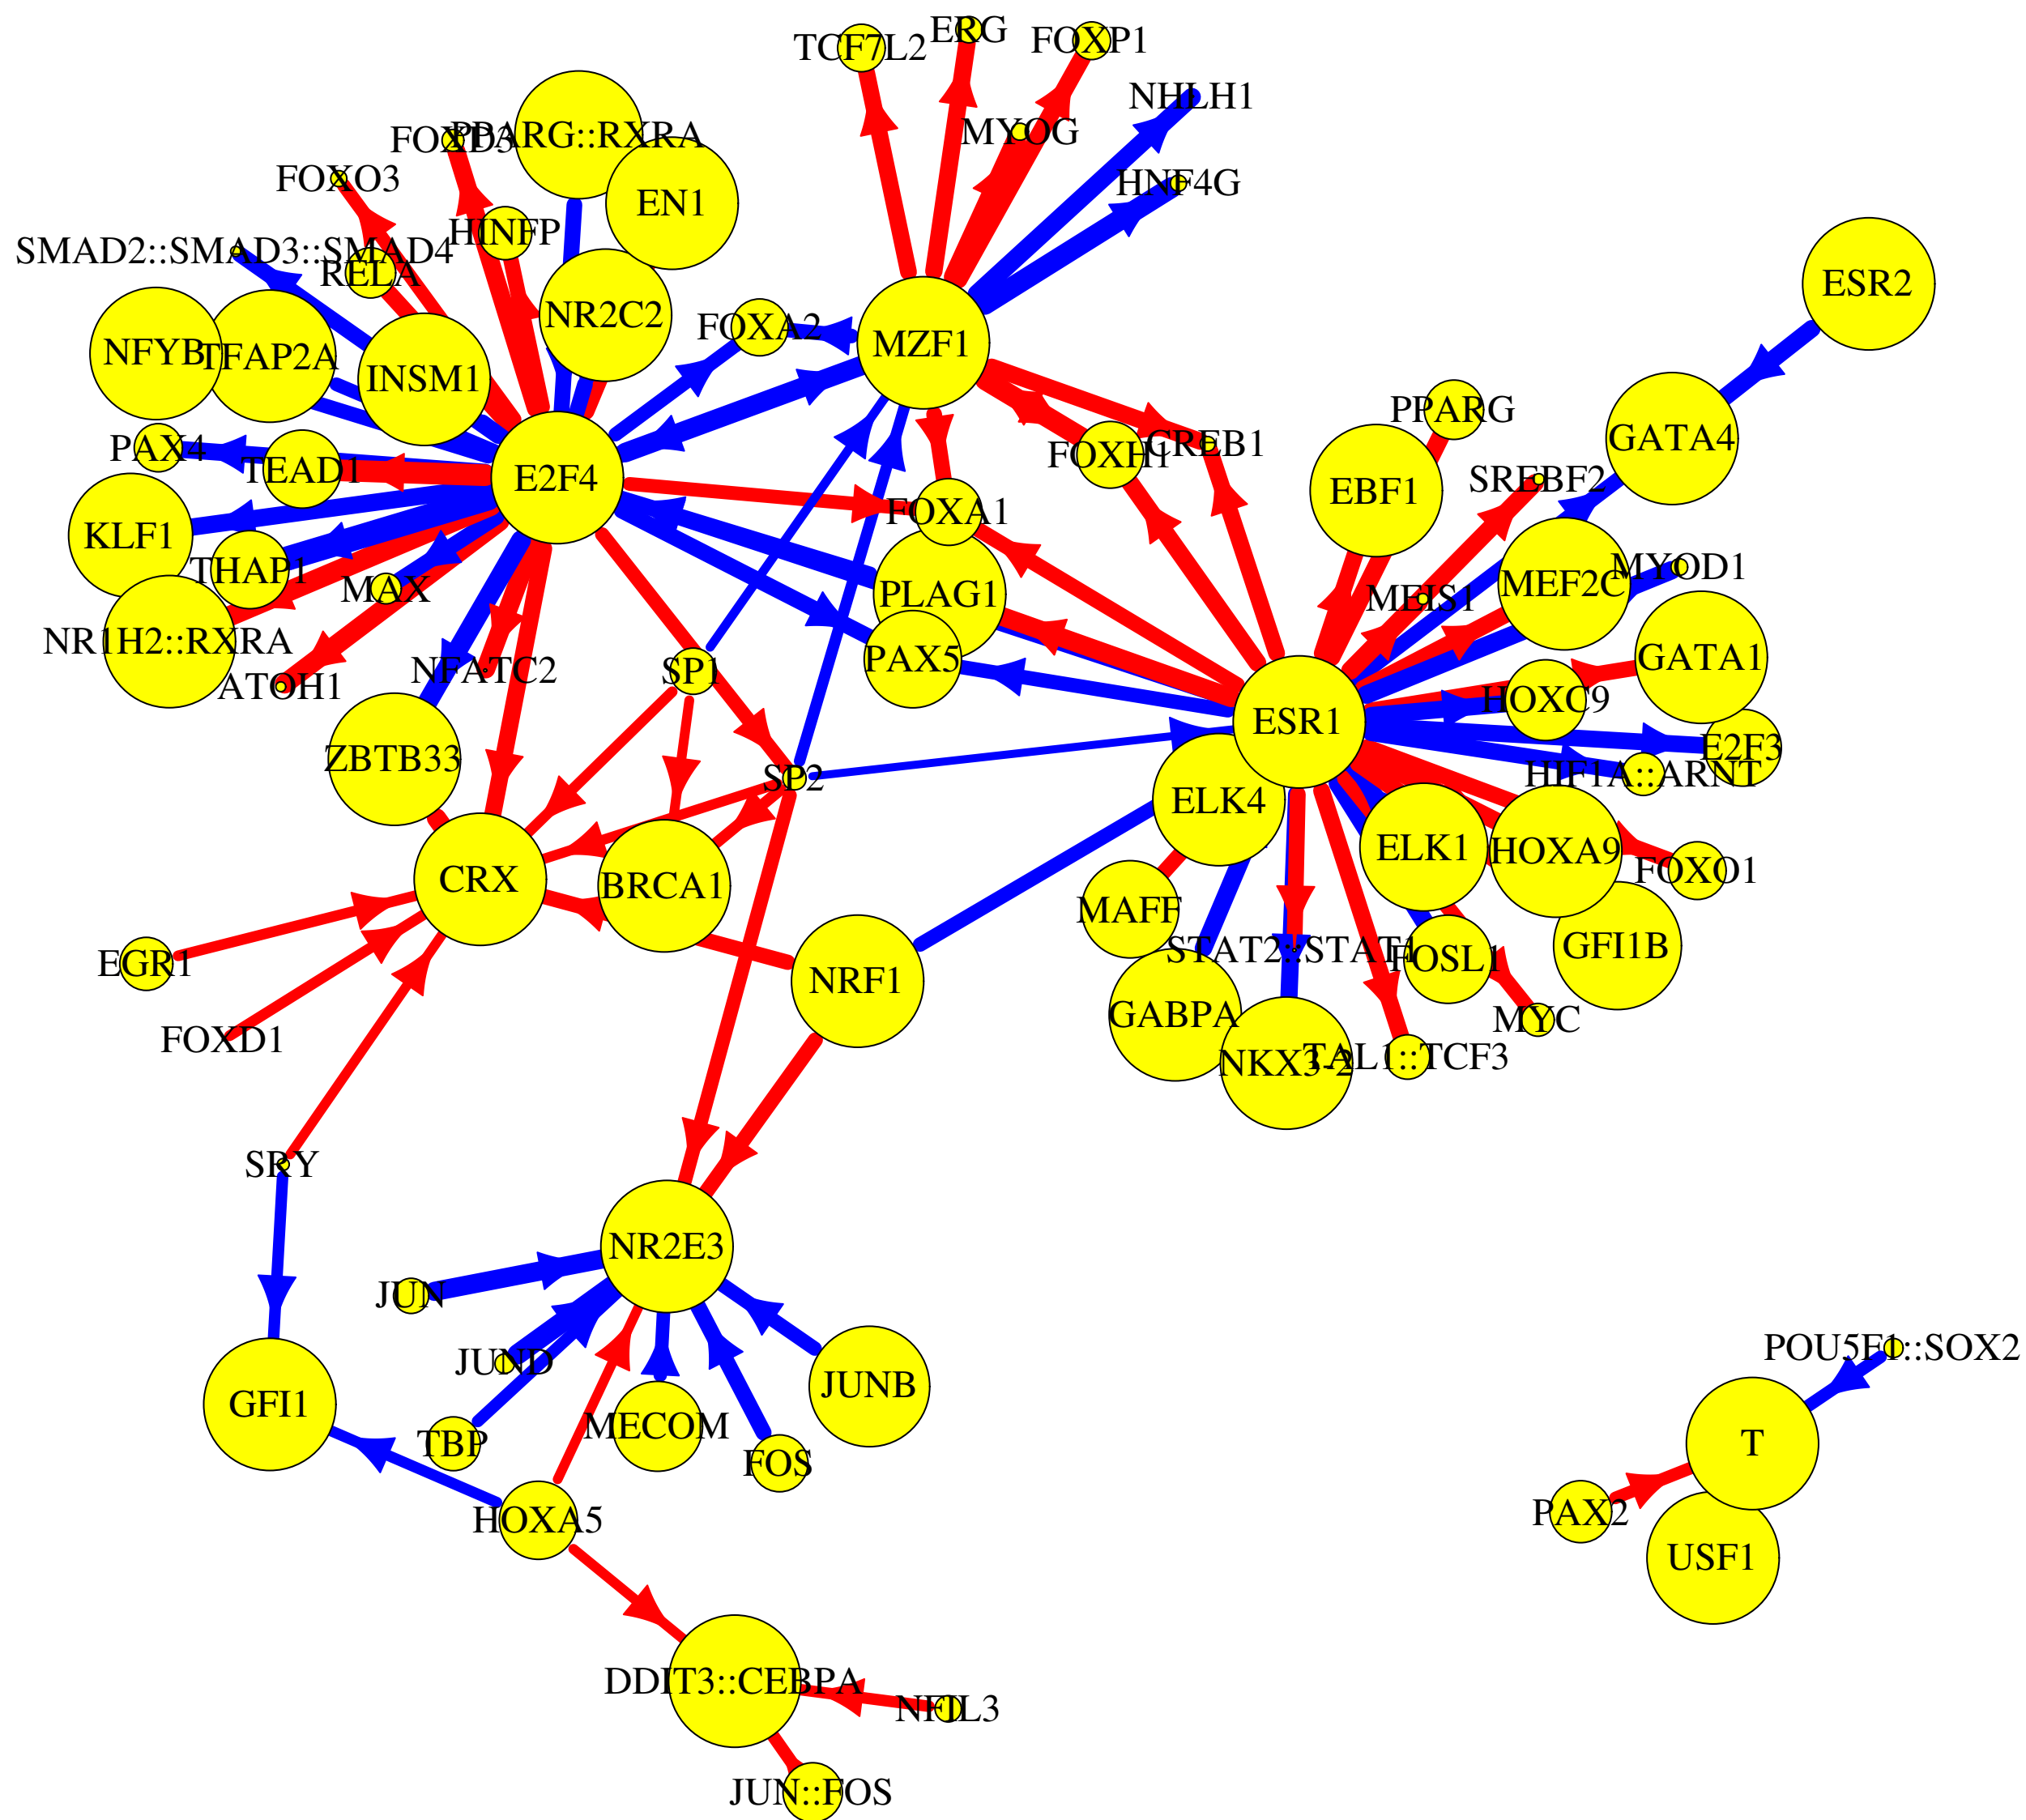 ERG
TCF7L2
FOXP1
NHLH1
MYOG
FOXD3
PPARG::RXRA
FOXO3
HNF4G
EN1
HINFP
SMAD2::SMAD3::SMAD4
RELA
ESR2
NR2C2
FOXA2
MZF1
NFYB
TFAP2A
INSM1
PPARG
GATA4
PAX4
TEAD1
FOXH1
CREB1
E2F4
EBF1
SREBF2
FOXA1
KLF1
THAP1
MAX
PLAG1
MEF2C
MYOD1
MEIS1
NR1H2::RXRA
PAX5
GATA1
ATOH1
NFATC2
SP1
HOXC9
ESR1
E2F3
ZBTB33
SP2
HIF1A::ARNT
ELK4
ELK1
HOXA9
CRX
BRCA1
FOXO1
MAFF
STAT2::STAT1
FOSL1
GFI1B
EGR1
NRF1
GABPA
MYC
FOXD1
NKX3-2
TAL1::TCF3
SRY
NR2E3
JUN
JUND
POU5F1::SOX2
GFI1
JUNB
TBP
MECOM
FOS
T
HOXA5
PAX2
USF1
DDIT3::CEBPA
NFIL3
JUN::FOS